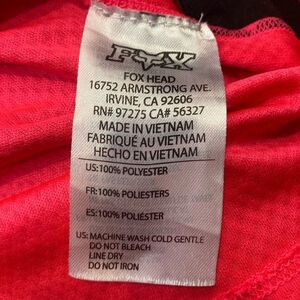 FOX
FOX HEAD
16752 ARMSTRONG AVE.
IRVINE, CA 92606
RN# 97275 CA# 56327
MADE IN VIETNAM
FABRIQUÉ AU VIETNAM
HECHO EN VIETNAM
US:100% POLYESTER
FR:100% POLIESTERS
ES:100% POLIÉSTER
US: MACHINE WASH COLD GENTLE
DO NOT BLEACH
LINE DRY
DO NOT IRON